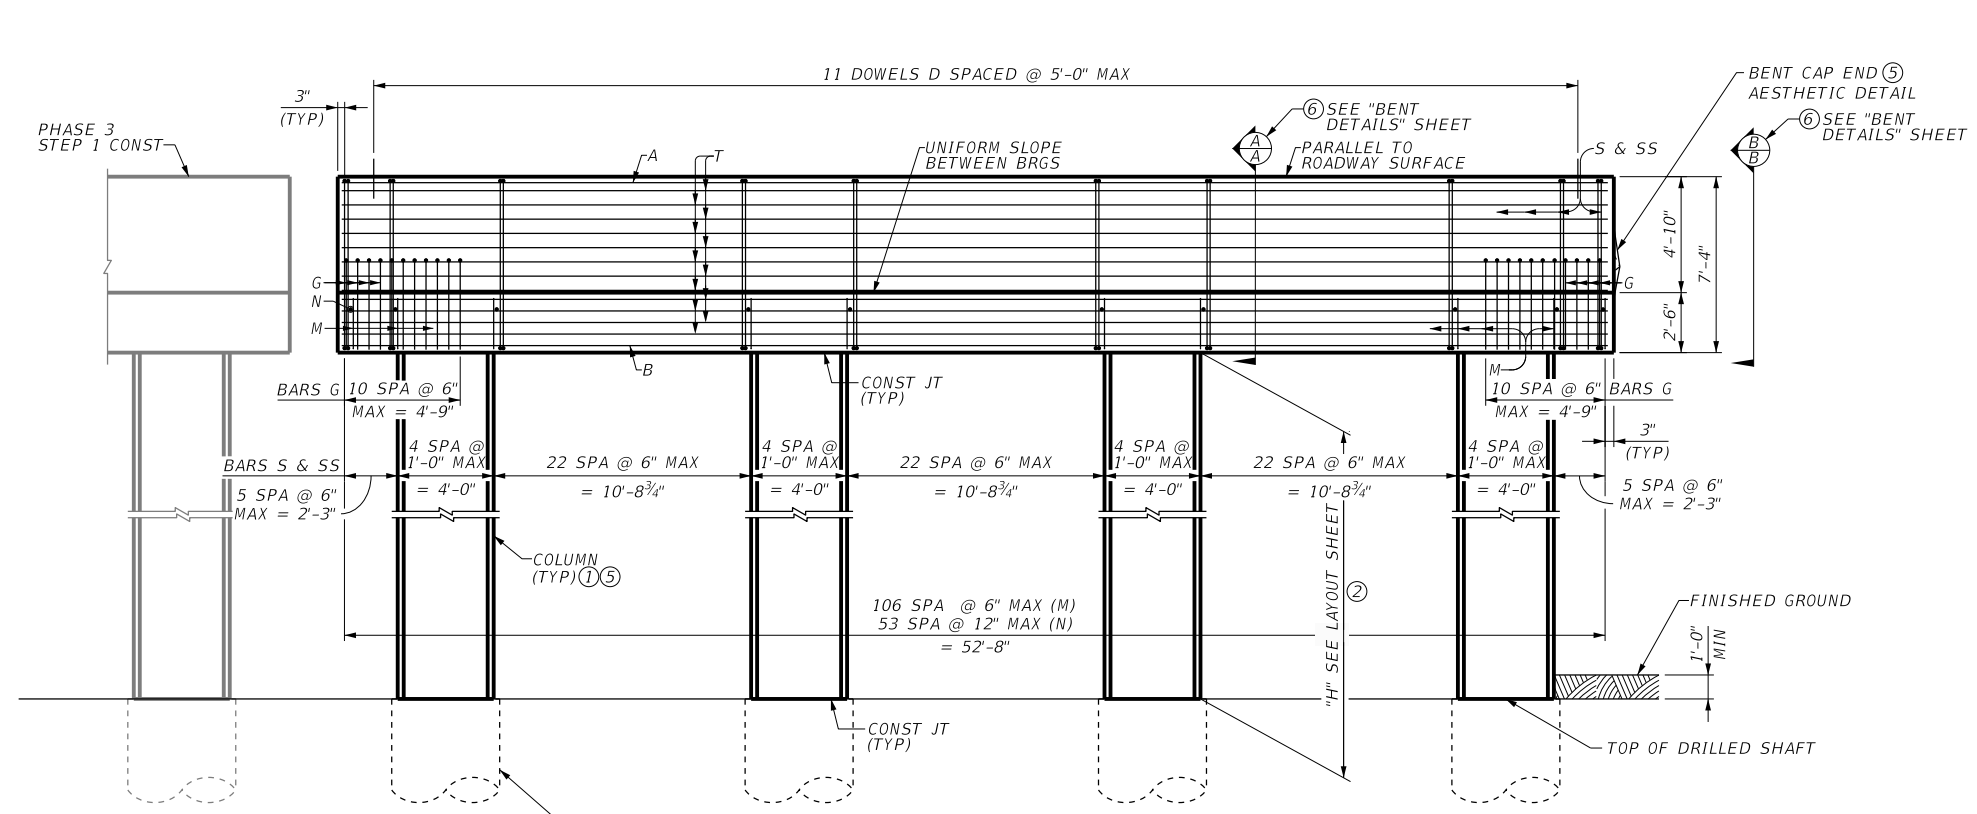 11 DOWELS D SPACED @ 5'-0" MAX
3"
(TYP)
PHASE 3
STEP 1 CONST
A
T
UNIFORM SLOPE
BETWEEN BRGS
A
A
6 SEE "BENT
DETAILS" SHEET
PARALLEL TO
ROADWAY SURFACE
S & SS
BENT CAP END 5
AESTHETIC DETAIL
B
B
6 SEE "BENT
DETAILS" SHEET
4'-10"
7'-4"
2'-6"
G
N
M
G
M
B
CONST JT
(TYP)
BARS G 10 SPA @ 6"
MAX = 4'-9"
10 SPA @ 6" BARS G
MAX = 4'-9"
3"
(TYP)
BARS S & SS
5 SPA @ 6"
MAX = 2'-3"
4 SPA @
1'-0" MAX
= 4'-0"
22 SPA @ 6" MAX
= 10'-8¾"
4 SPA @
1'-0" MAX
= 4'-0"
22 SPA @ 6" MAX
= 10'-8¾"
4 SPA @
1'-0" MAX
= 4'-0"
22 SPA @ 6" MAX
= 10'-8¾"
4 SPA @
1'-0" MAX
= 4'-0"
5 SPA @ 6"
MAX = 2'-3"
COLUMN
(TYP) 1 5
106 SPA @ 6" MAX (M)
53 SPA @ 12" MAX (N)
= 52'-8"
"H" SEE LAYOUT SHEET 2
FINISHED GROUND
1'-0"
MIN
CONST JT
(TYP)
TOP OF DRILLED SHAFT